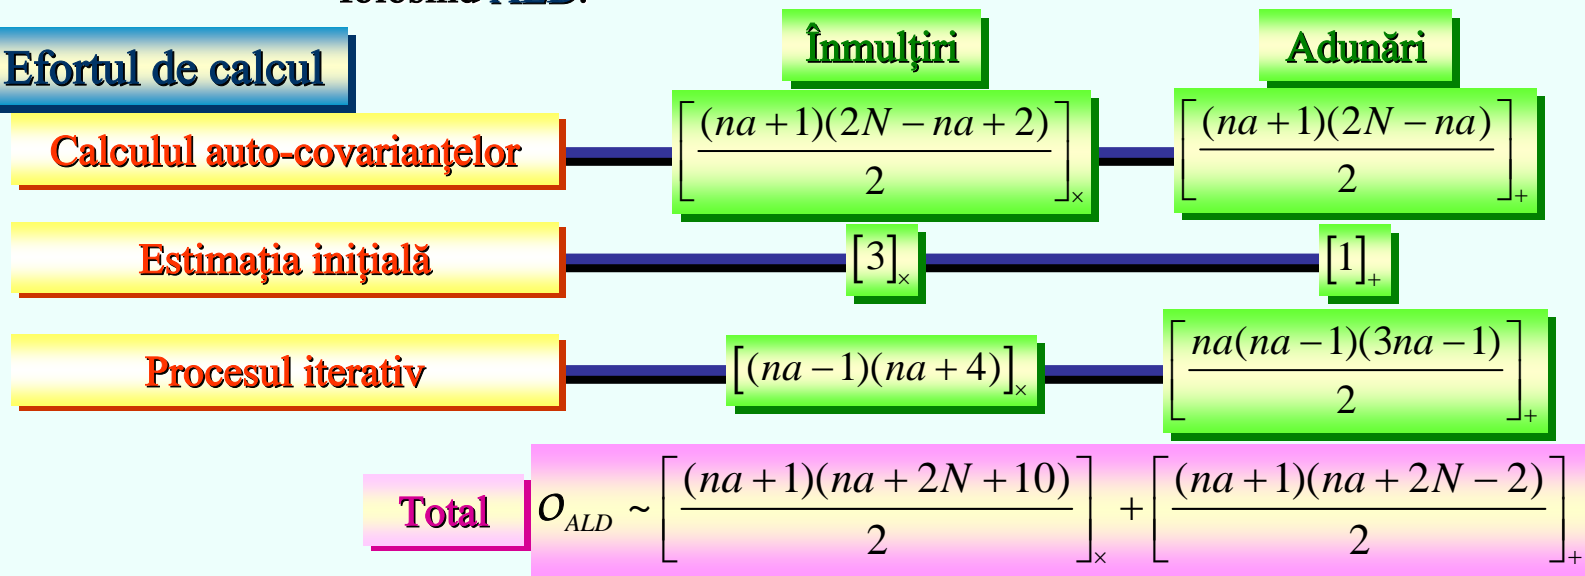 folosind ALD.
Efortul de calcul
Înmulţiri
Adunări
Calculul auto-covarianţelor
[(na+1)(2N−na+2)/2]×
[(na+1)(2N−na)/2]+
Estimaţia iniţială
[3]×
[1]+
Procesul iterativ
[(na−1)(na+4)]×
[na(na−1)(3na−1)/2]+
Total
O_ALD ~ [(na+1)(na+2N+10)/2]× + [(na+1)(na+2N−2)/2]+